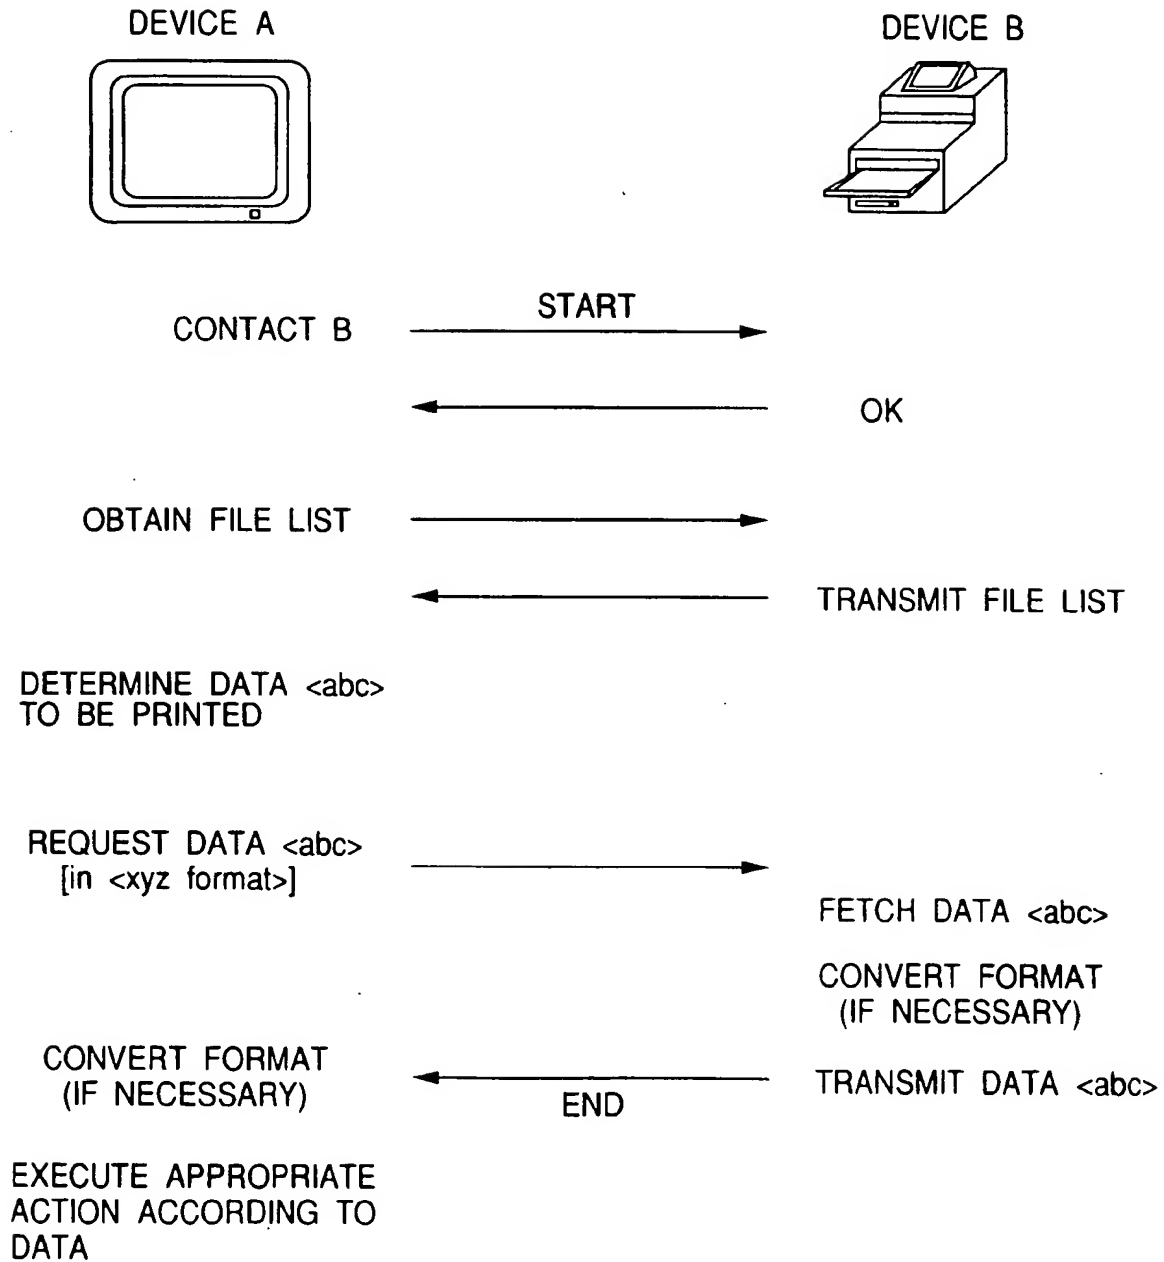 DEVICE A
DEVICE B
START
CONTACT B
OK
OBTAIN FILE LIST
TRANSMIT FILE LIST
DETERMINE DATA <abc>
TO BE PRINTED
REQUEST DATA <abc>
[in <xyz format>]
FETCH DATA <abc>
CONVERT FORMAT
(IF NECESSARY)
CONVERT FORMAT
(IF NECESSARY)
TRANSMIT DATA <abc>
END
EXECUTE APPROPRIATE
ACTION ACCORDING TO
DATA